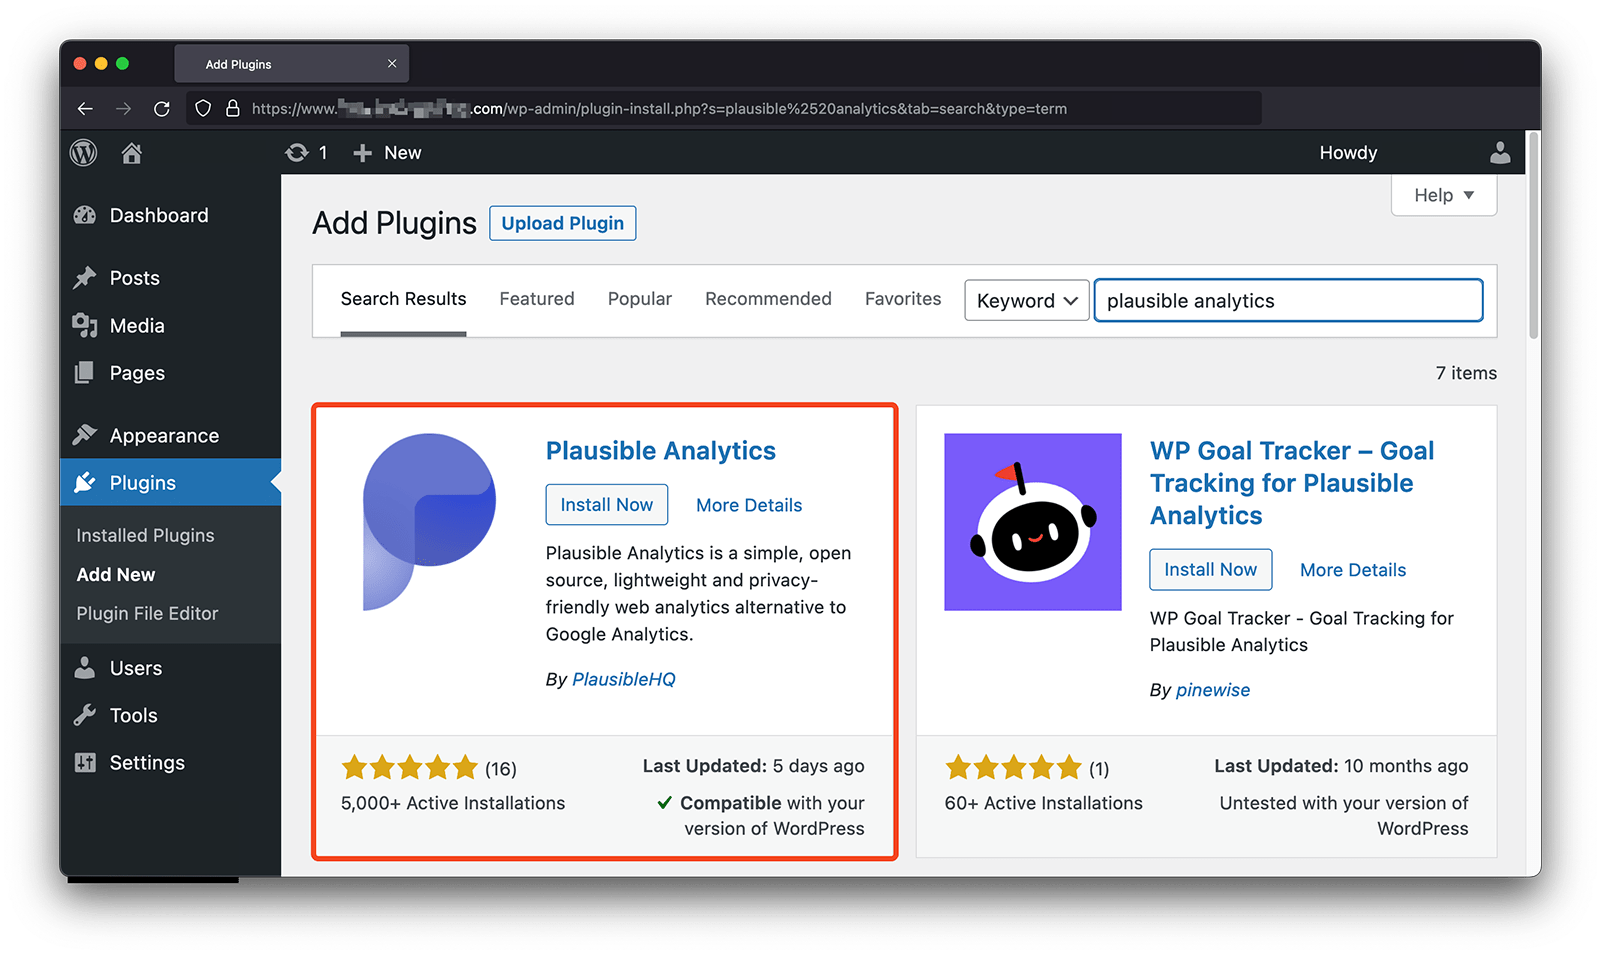 Add Plugins
https://www. .com/wp-admin/plugin-install.php?s=plausible%2520analytics&tab=search&type=term
1 New Howdy
Help
Dashboard
Posts
Media
Pages
Appearance
Plugins
Installed Plugins
Add New
Plugin File Editor
Users
Tools
Settings
Add Plugins Upload Plugin
Search Results Featured Popular Recommended Favorites Keyword plausible analytics
7 items
Plausible Analytics
Install Now More Details
Plausible Analytics is a simple, open
source, lightweight and privacy-
friendly web analytics alternative to
Google Analytics.
By PlausibleHQ
(16)
5,000+ Active Installations
Last Updated: 5 days ago
Compatible with your
version of WordPress
WP Goal Tracker – Goal
Tracking for Plausible
Analytics
Install Now More Details
WP Goal Tracker - Goal Tracking for
Plausible Analytics
By pinewise
(1)
60+ Active Installations
Last Updated: 10 months ago
Untested with your version of
WordPress